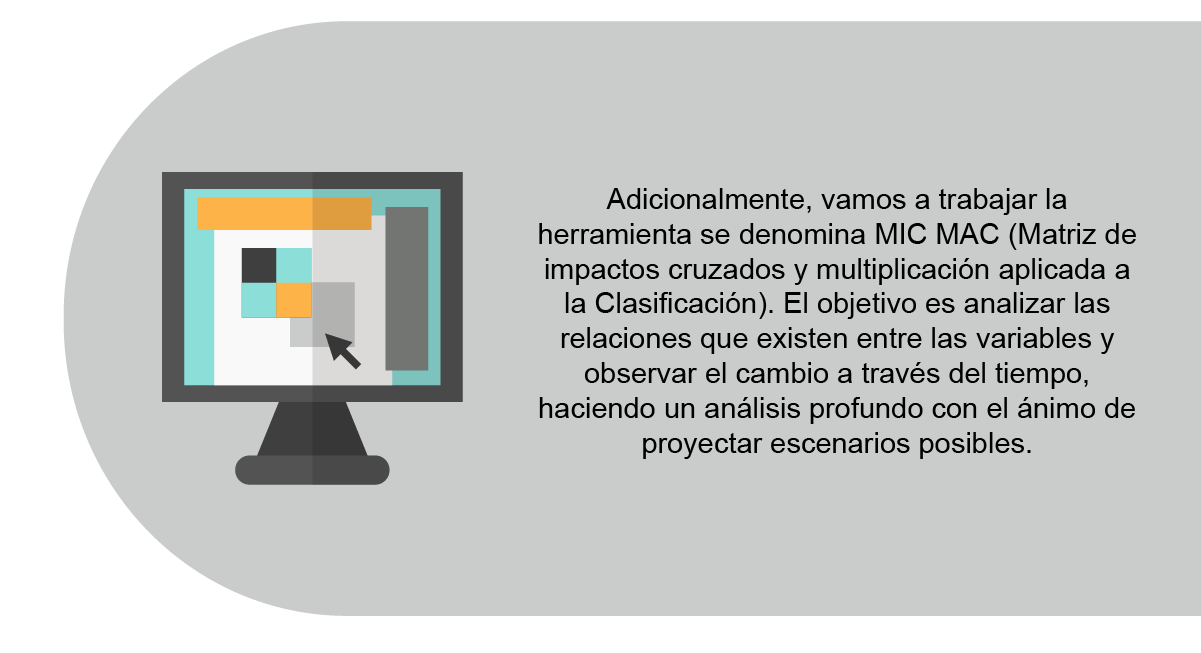 Adicionalmente, vamos a trabajar la
herramienta se denomina MIC MAC (Matriz de
impactos cruzados y multiplicación aplicada a
la Clasificación). El objetivo es analizar las
relaciones que existen entre las variables y
observar el cambio a través del tiempo,
haciendo un análisis profundo con el ánimo de
proyectar escenarios posibles.